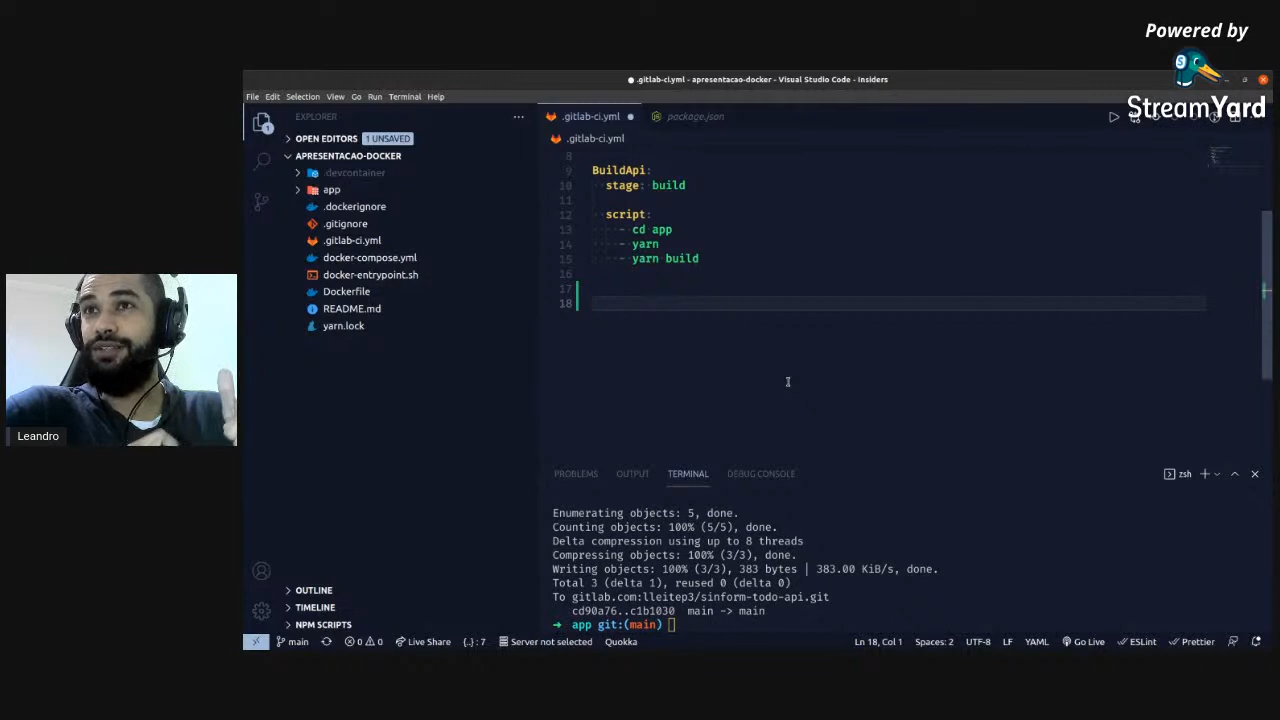 Powered by
StreamYard
.gitlab-ci.yml - apresentacao-docker - Visual Studio Code - Insiders
File Edit Selection View Go Run Terminal Help
EXPLORER
OPEN EDITORS 1 UNSAVED
APRESENTACAO-DOCKER
.devcontainer
app
.dockerignore
.gitignore
.gitlab-ci.yml
docker-compose.yml
docker-entrypoint.sh
Dockerfile
README.md
yarn.lock
OUTLINE
TIMELINE
NPM SCRIPTS
.gitlab-ci.yml package.json
.gitlab-ci.yml
8
9 BuildApi:
10 stage: build
11
12 script:
13 - cd app
14 - yarn
15 - yarn build
16
17
18
PROBLEMS OUTPUT TERMINAL DEBUG CONSOLE zsh
Enumerating objects: 5, done.
Counting objects: 100% (5/5), done.
Delta compression using up to 8 threads
Compressing objects: 100% (3/3), done.
Writing objects: 100% (3/3), 383 bytes | 383.00 KiB/s, done.
Total 3 (delta 1), reused 0 (delta 0)
To gitlab.com:lleitep3/sinform-todo-api.git
cd90a76..c1b1030 main -> main
➜ app git:(main)
main 0 0 Live Share {..} : 7 Server not selected Quokka Ln 18, Col 1 Spaces: 2 UTF-8 LF YAML Go Live ESLint Prettier
Leandro